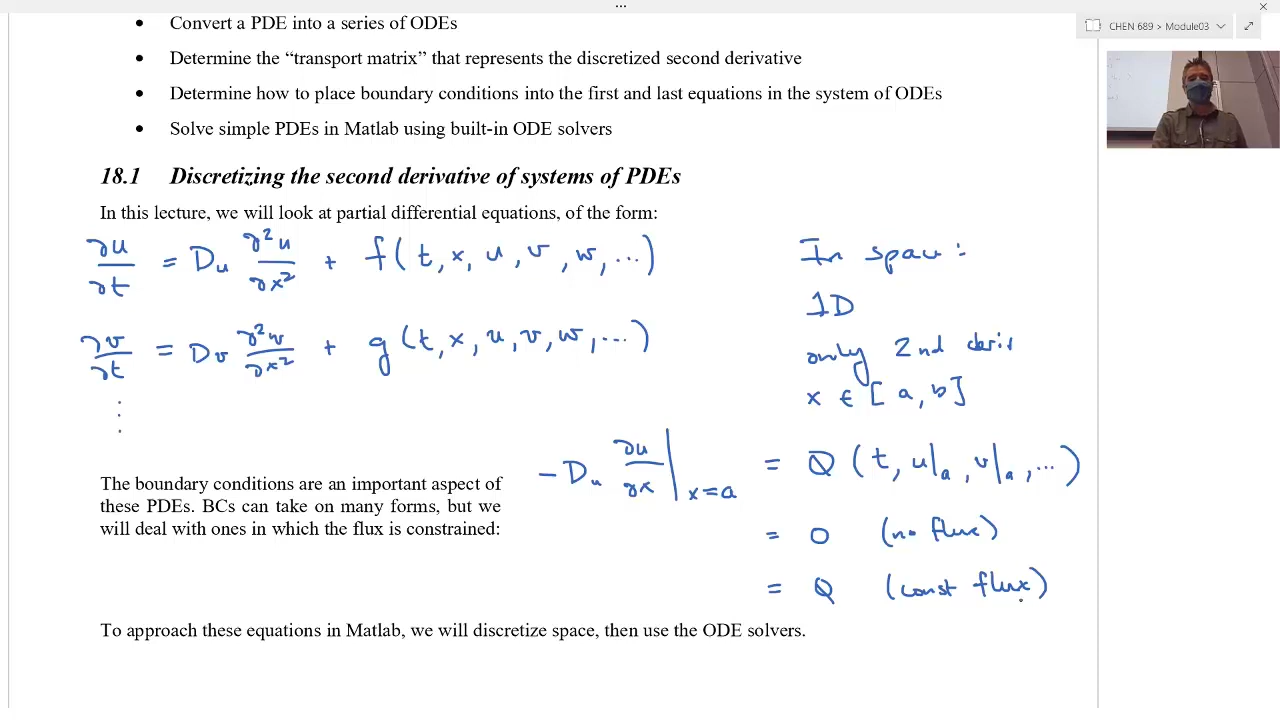 ...
CHEN 689 > Module03
• Convert a PDE into a series of ODEs
• Determine the “transport matrix” that represents the discretized second derivative
• Determine how to place boundary conditions into the first and last equations in the system of ODEs
• Solve simple PDEs in Matlab using built-in ODE solvers
18.1 Discretizing the second derivative of systems of PDEs
In this lecture, we will look at partial differential equations, of the form:
∂u/∂t = Du ∂²u/∂x² + f(t, x, u, v, w, ...)
∂v/∂t = Dv ∂²v/∂x² + g(t, x, u, v, w, ...)
⋮
In space:
1D
only 2nd deriv
x ∈ [a, b]
The boundary conditions are an important aspect of
these PDEs. BCs can take on many forms, but we
will deal with ones in which the flux is constrained:
-Du ∂u/∂x |x=a = Q (t, u|a, v|a, ...)
= 0 (no flux)
= Q (const flux)
To approach these equations in Matlab, we will discretize space, then use the ODE solvers.